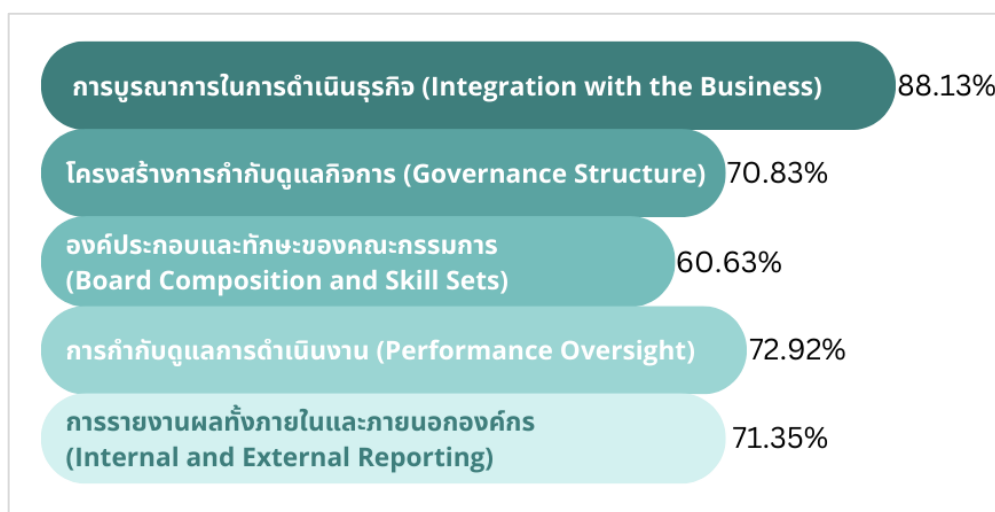 การบูรณาการในการดำเนินธุรกิจ (Integration with the Business) 88.13%
โครงสร้างการกำกับดูแลกิจการ (Governance Structure) 70.83%
องค์ประกอบและทักษะของคณะกรรมการ
(Board Composition and Skill Sets) 60.63%
การกำกับดูแลการดำเนินงาน (Performance Oversight) 72.92%
การรายงานผลทั้งภายในและภายนอกองค์กร
(Internal and External Reporting) 71.35%